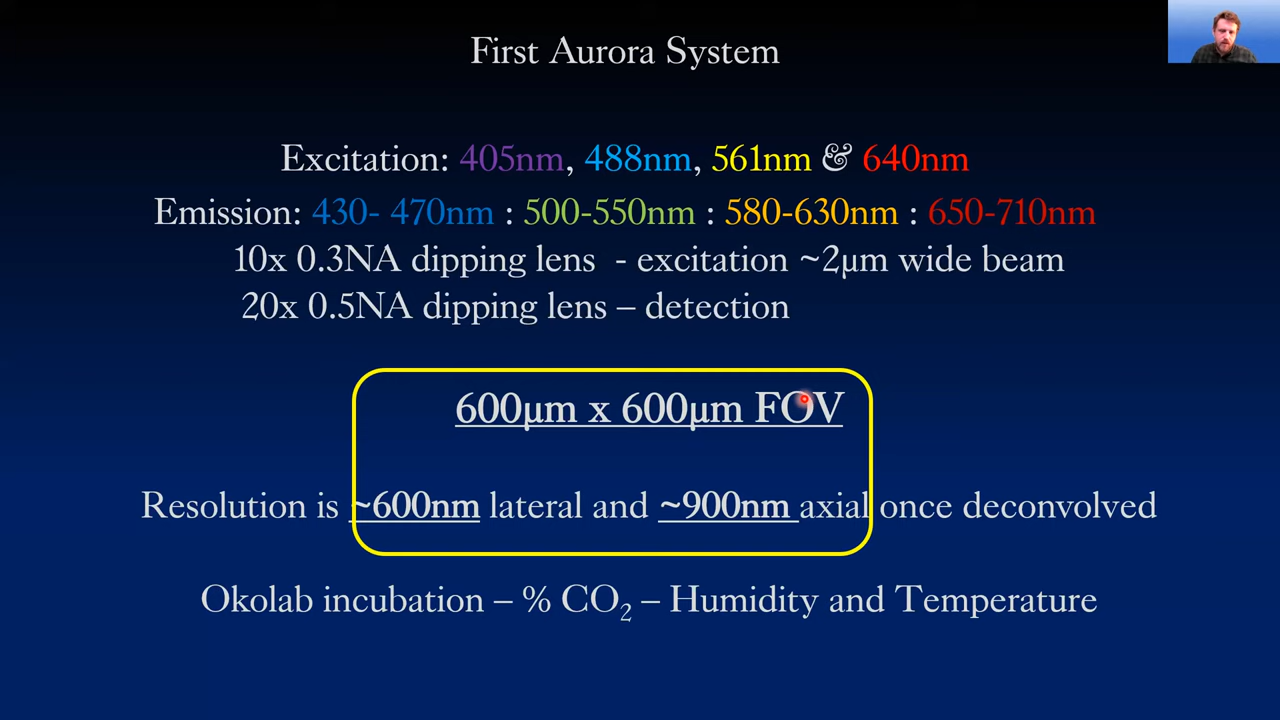 First Aurora System
Excitation: 405nm, 488nm, 561nm & 640nm
Emission: 430- 470nm : 500-550nm : 580-630nm : 650-710nm
10x 0.3NA dipping lens - excitation ~2µm wide beam
20x 0.5NA dipping lens – detection
600µm x 600µm FOV
Resolution is ~600nm lateral and ~900nm axial once deconvolved
Okolab incubation – % CO₂ – Humidity and Temperature